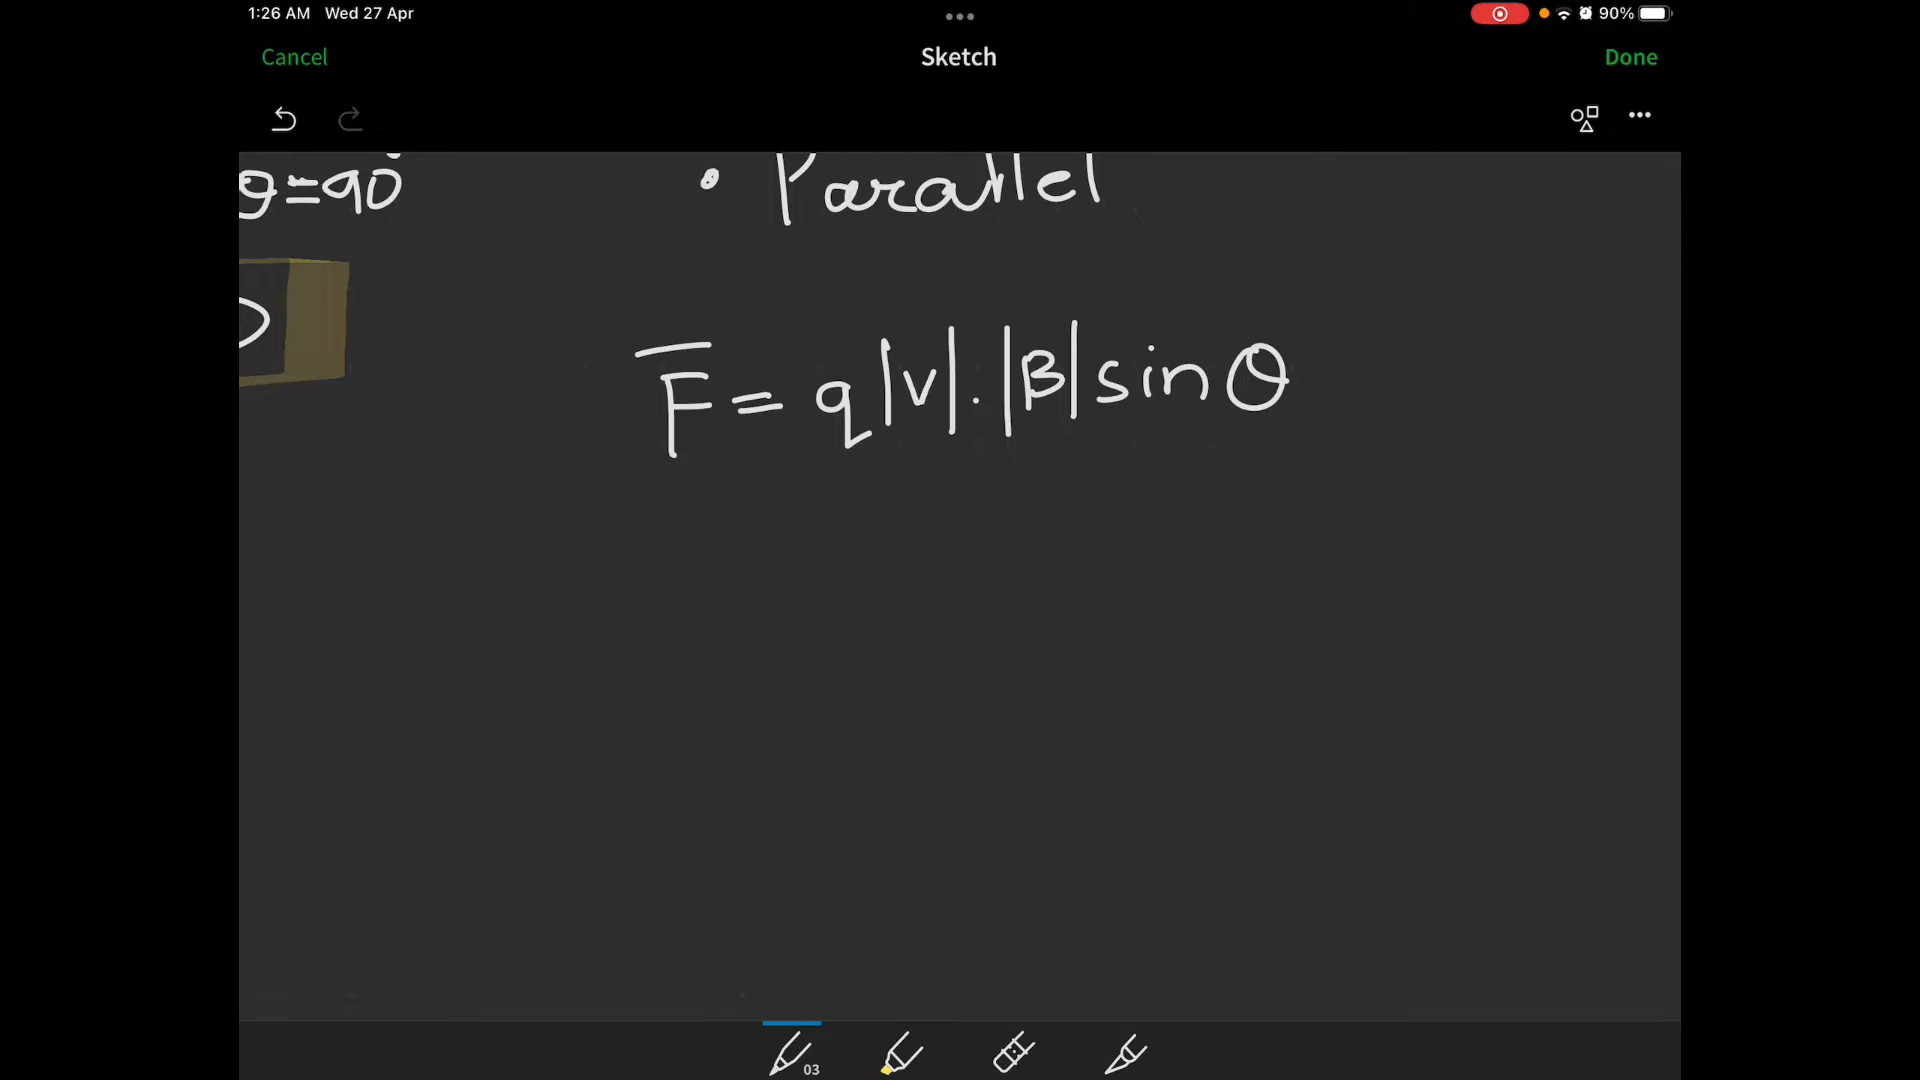 1:26 AM Wed 27 Apr
90%
Cancel
Sketch
Done
θ=90°
• Parallel
F̅ = q|V|.|B| sin θ
03